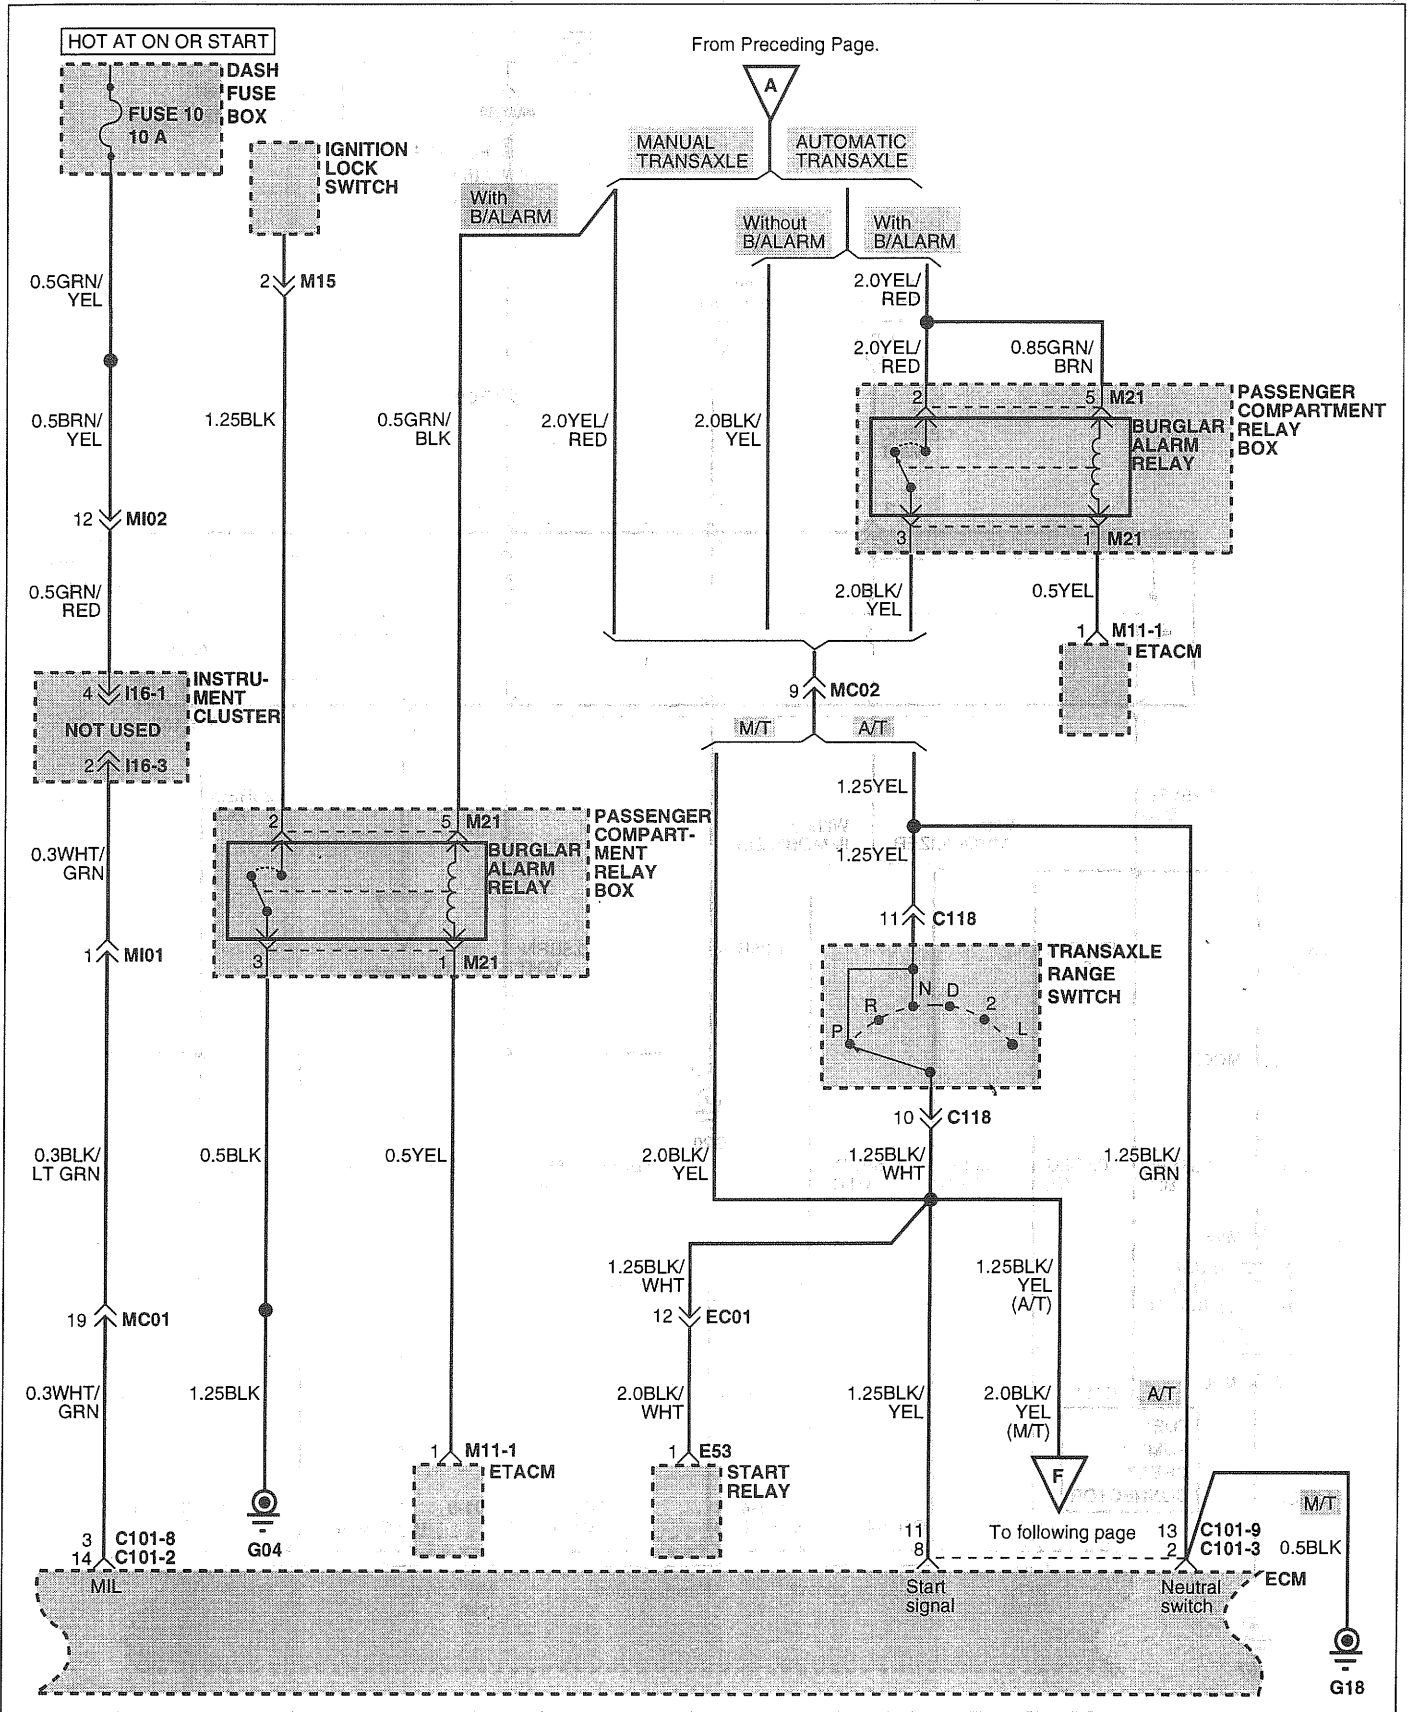 HOT AT ON OR START
DASH
FUSE
BOX
FUSE 10
10 A
IGNITION
LOCK
SWITCH
From Preceding Page.
A
MANUAL
TRANSAXLE
AUTOMATIC
TRANSAXLE
With
B/ALARM
Without
B/ALARM
With
B/ALARM
0.5GRN/
YEL
2 M15
2.0YEL/
RED
2.0YEL/
RED
0.85GRN/
BRN
0.5BRN/
YEL
1.25BLK
0.5GRN/
BLK
2.0YEL/
RED
2.0BLK/
YEL
2 5 M21
PASSENGER
COMPARTMENT
RELAY
BOX
BURGLAR
ALARM
RELAY
3 1 M21
12 MI02
0.5GRN/
RED
2.0BLK/
YEL
0.5YEL
1 M11-1
ETACM
4 I16-1
NOT USED
2 I16-3
INSTRU-
MENT
CLUSTER
9 MC02
M/T A/T
1.25YEL
1.25YEL
2 5 M21
PASSENGER
COMPART-
MENT
RELAY
BOX
BURGLAR
ALARM
RELAY
3 1 M21
0.3WHT/
GRN
1 MI01
11 C118
TRANSAXLE
RANGE
SWITCH
P R N D 2 L
10 C118
0.3BLK/
LT GRN
0.5BLK
0.5YEL
2.0BLK/
YEL
1.25BLK/
WHT
1.25BLK/
GRN
1.25BLK/
WHT
1.25BLK/
YEL
(A/T)
19 MC01
12 EC01
0.3WHT/
GRN
1.25BLK
2.0BLK/
WHT
1.25BLK/
YEL
2.0BLK/
YEL
(M/T)
A/T
1 M11-1
ETACM
1 E53
START
RELAY
F
To following page
M/T
0.5BLK
G04
3 C101-8
14 C101-2
11
8
13 C101-9
2 C101-3
ECM
MIL
Start
signal
Neutral
switch
G18